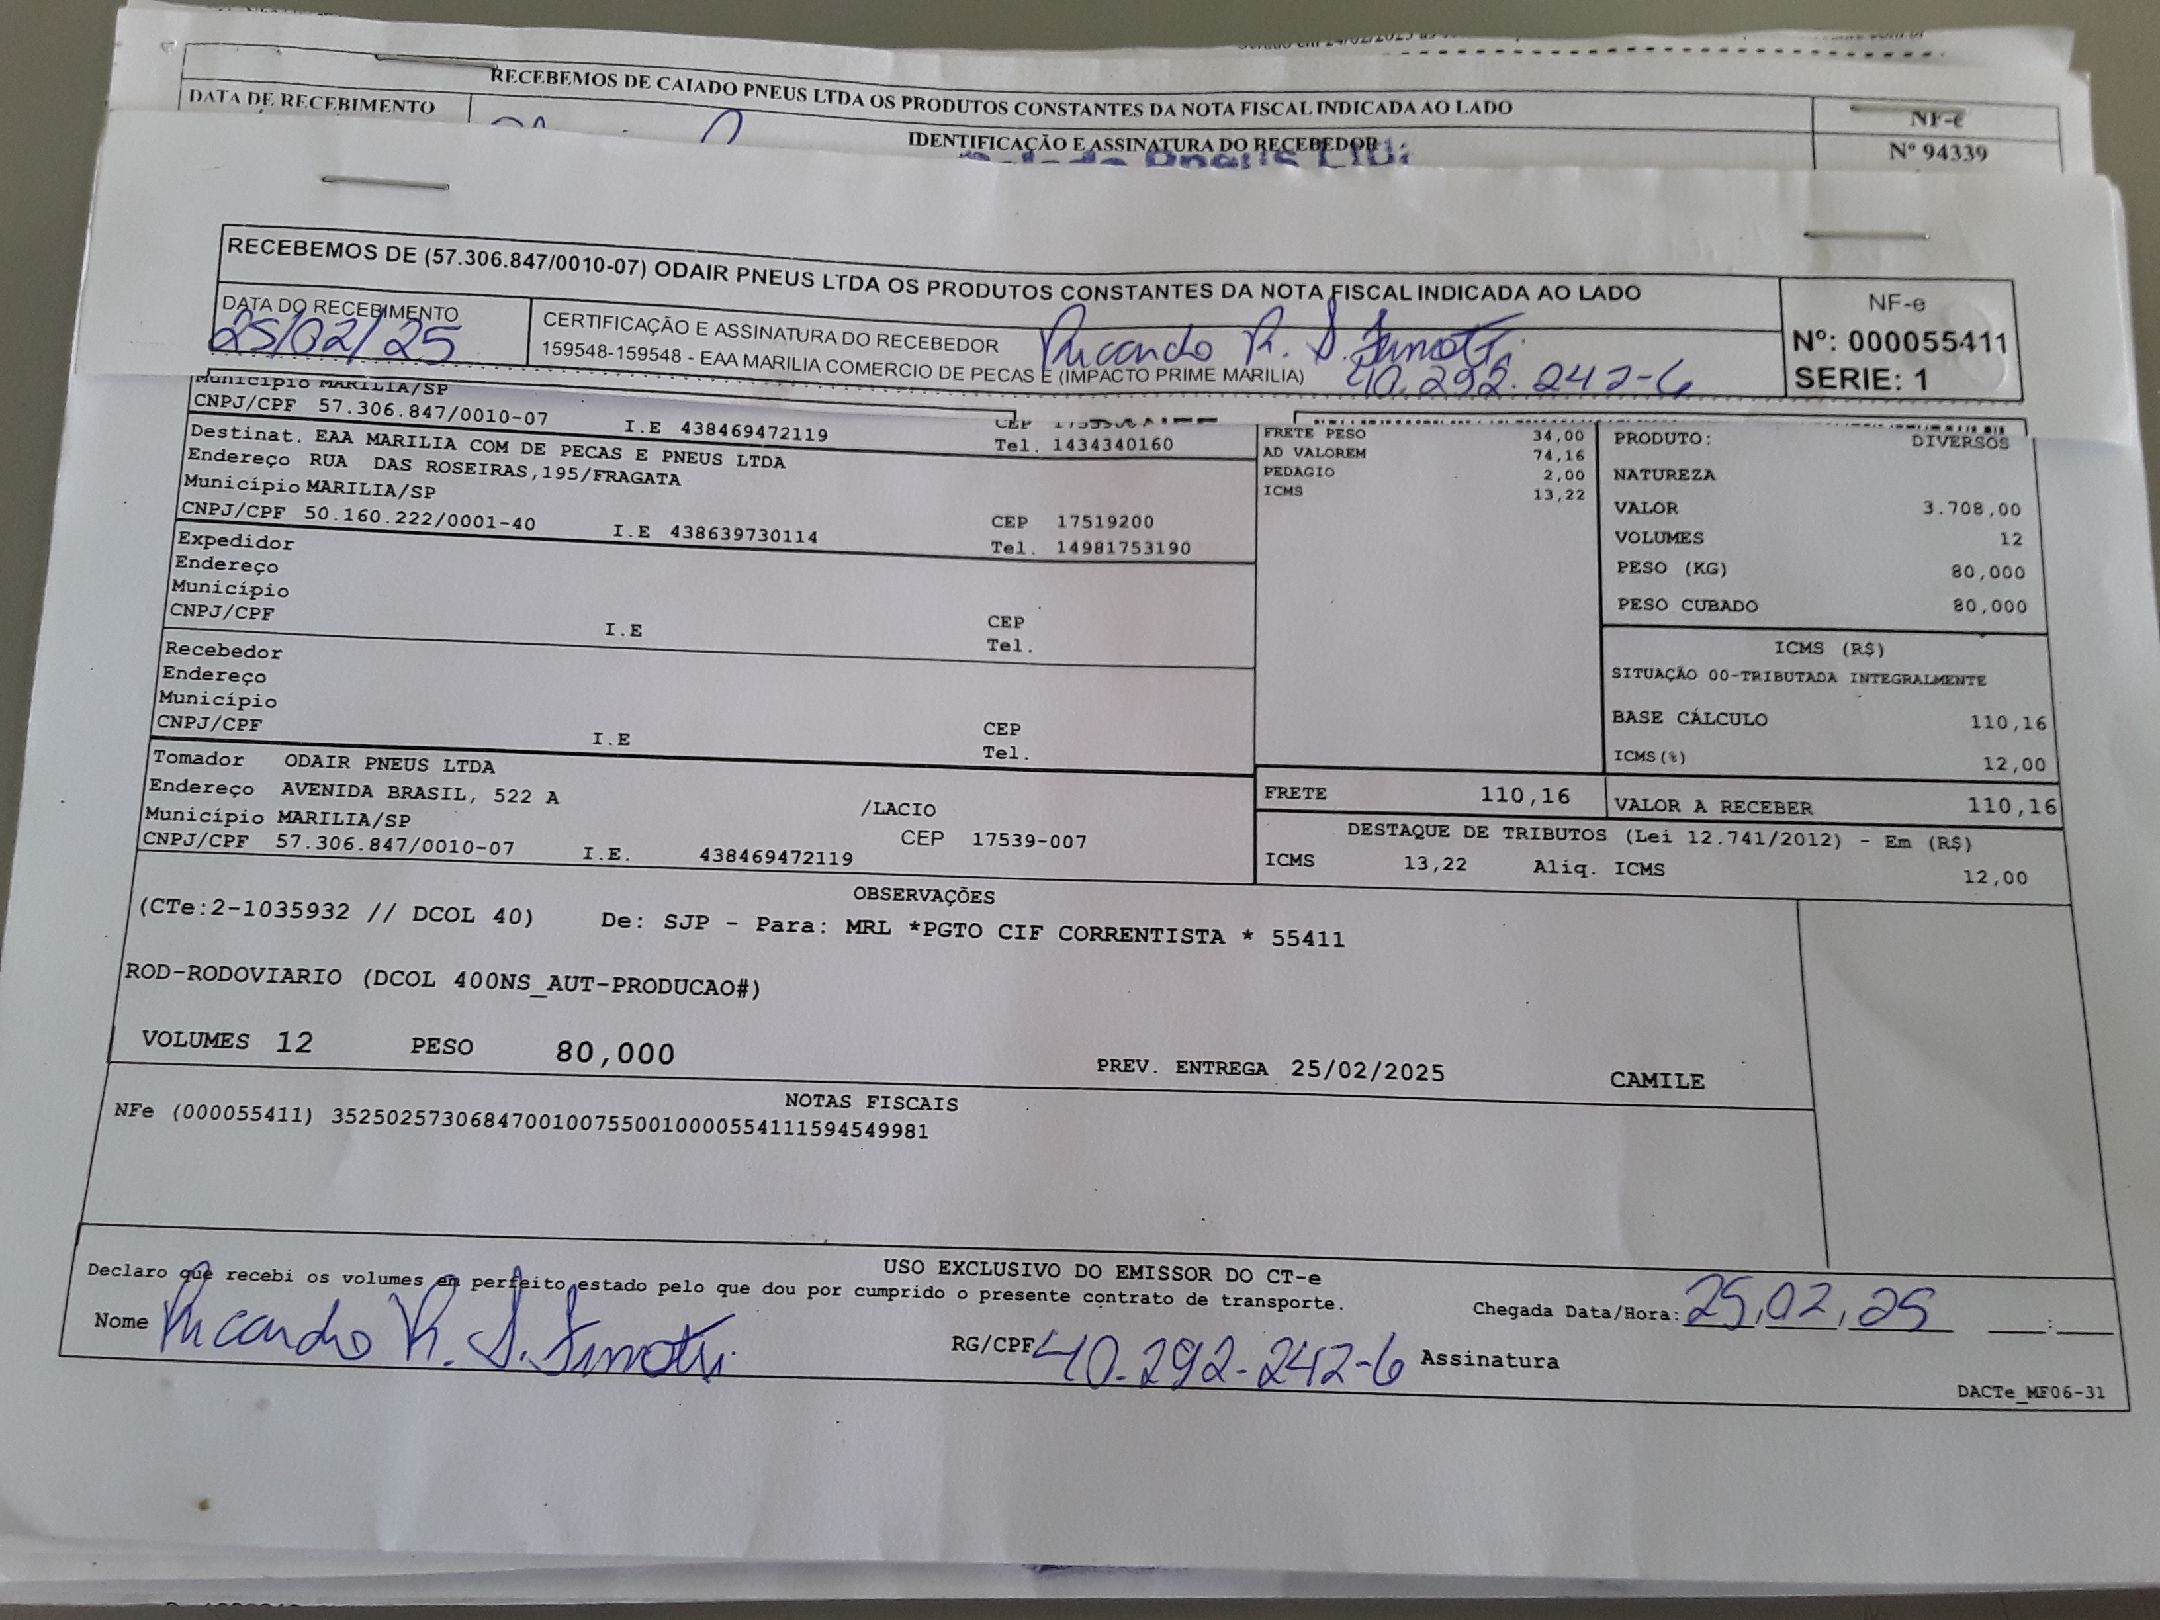 RECEBEMOS DE CAIADO PNEUS LTDA OS PRODUTOS CONSTANTES DA NOTA FISCAL INDICADA AO LADO
NF-e
DATA DE RECEBIMENTO
IDENTIFICAÇÃO E ASSINATURA DO RECEBEDOR
Nº 94339
RECEBEMOS DE (57.306.847/0010-07) ODAIR PNEUS LTDA OS PRODUTOS CONSTANTES DA NOTA FISCAL INDICADA AO LADO
NF-e
Nº: 000055411
SERIE: 1
DATA DO RECEBIMENTO
25/02/25
CERTIFICAÇÃO E ASSINATURA DO RECEBEDOR
159548-159548 - EAA MARILIA COMERCIO DE PECAS E (IMPACTO PRIME MARILIA)
Ricardo R. S.
40.292.242-6
Município MARILIA/SP
CNPJ/CPF 57.306.847/0010-07 I.E 438469472119 Tel. 1434340160
Destinat. EAA MARILIA COM DE PECAS E PNEUS LTDA
Endereço RUA DAS ROSEIRAS,195/FRAGATA
Município MARILIA/SP CEP 17519200
CNPJ/CPF 50.160.222/0001-40 I.E 438639730114 Tel. 14981753190
Expedidor
Endereço
Município CEP
CNPJ/CPF I.E Tel.
Recebedor
Endereço
Município CEP
CNPJ/CPF I.E Tel.
Tomador ODAIR PNEUS LTDA
Endereço AVENIDA BRASIL, 522 A /LACIO
Município MARILIA/SP CEP 17539-007
CNPJ/CPF 57.306.847/0010-07 I.E. 438469472119
FRETE PESO 34,00
AD VALOREM 74,16
PEDAGIO 2,00
ICMS 13,22
PRODUTO: DIVERSOS
NATUREZA
VALOR 3.708,00
VOLUMES 12
PESO (KG) 80,000
PESO CUBADO 80,000
ICMS (R$)
SITUAÇÃO 00-TRIBUTADA INTEGRALMENTE
BASE CÁLCULO 110,16
ICMS(%) 12,00
FRETE 110,16 VALOR A RECEBER 110,16
DESTAQUE DE TRIBUTOS (Lei 12.741/2012) - Em (R$)
ICMS 13,22 Aliq. ICMS 12,00
OBSERVAÇÕES
(CTe:2-1035932 // DCOL 40) De: SJP - Para: MRL *PGTO CIF CORRENTISTA * 55411
ROD-RODOVIARIO (DCOL 400NS_AUT-PRODUCAO#)
VOLUMES 12 PESO 80,000 PREV. ENTREGA 25/02/2025 CAMILE
NOTAS FISCAIS
NFe (000055411) 35250257306847001007550010000554111594549981
USO EXCLUSIVO DO EMISSOR DO CT-e
Declaro que recebi os volumes em perfeito estado pelo que dou por cumprido o presente contrato de transporte.
Chegada Data/Hora: 25,02,25 __:__
Nome Ricardo R. S. RG/CPF 40.292-242-6 Assinatura
DACTe_MF06-31